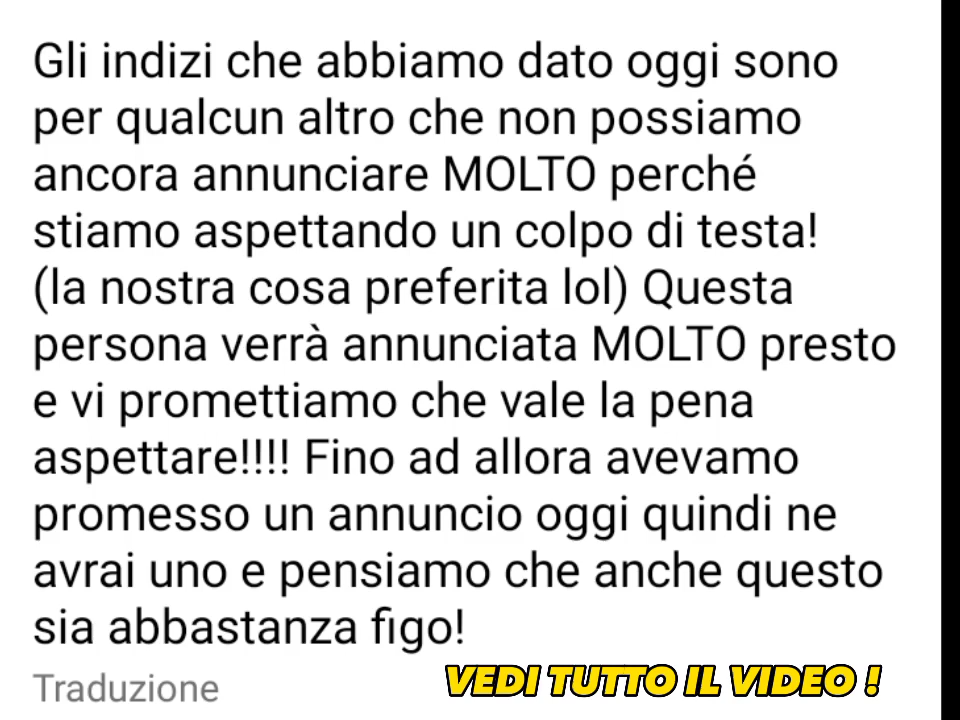 Gli indizi che abbiamo dato oggi sono
per qualcun altro che non possiamo
ancora annunciare MOLTO perché
stiamo aspettando un colpo di testa!
(la nostra cosa preferita lol) Questa
persona verrà annunciata MOLTO presto
e vi promettiamo che vale la pena
aspettare!!!! Fino ad allora avevamo
promesso un annuncio oggi quindi ne
avrai uno e pensiamo che anche questo
sia abbastanza figo!
Traduzione
VEDI TUTTO IL VIDEO !